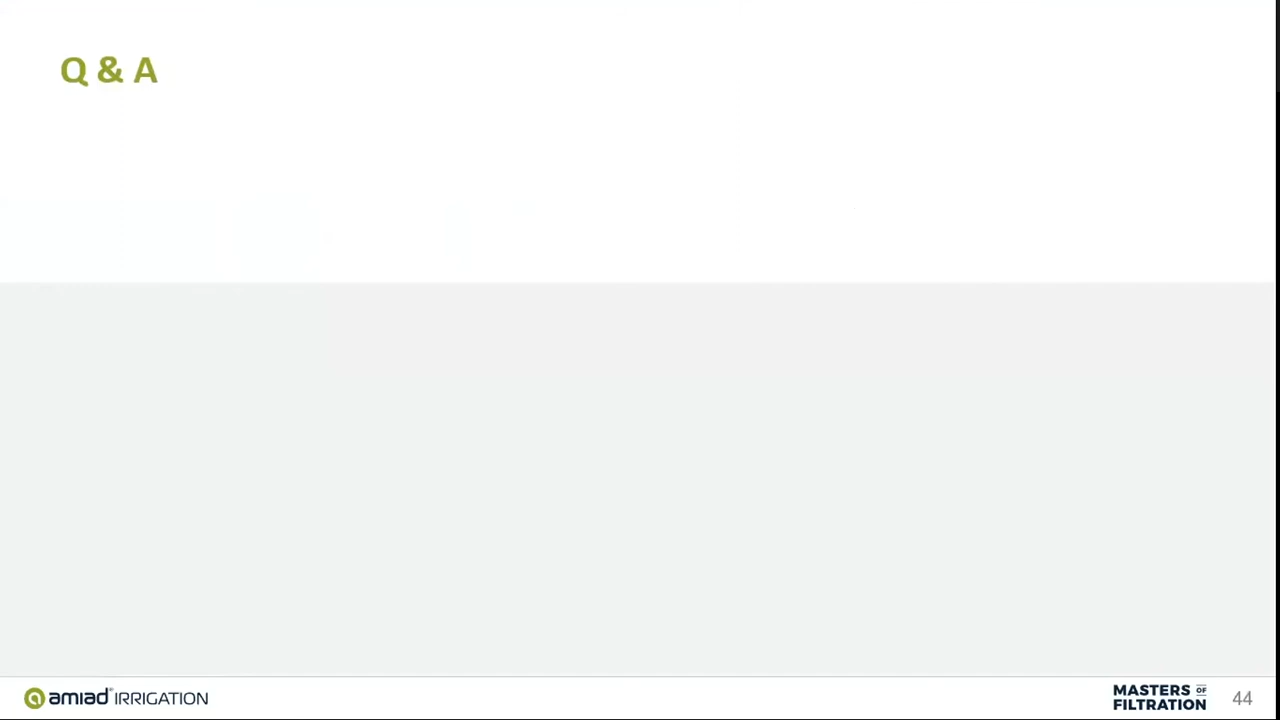 Q & A
amiad IRRIGATION
MASTERS OF
FILTRATION
44